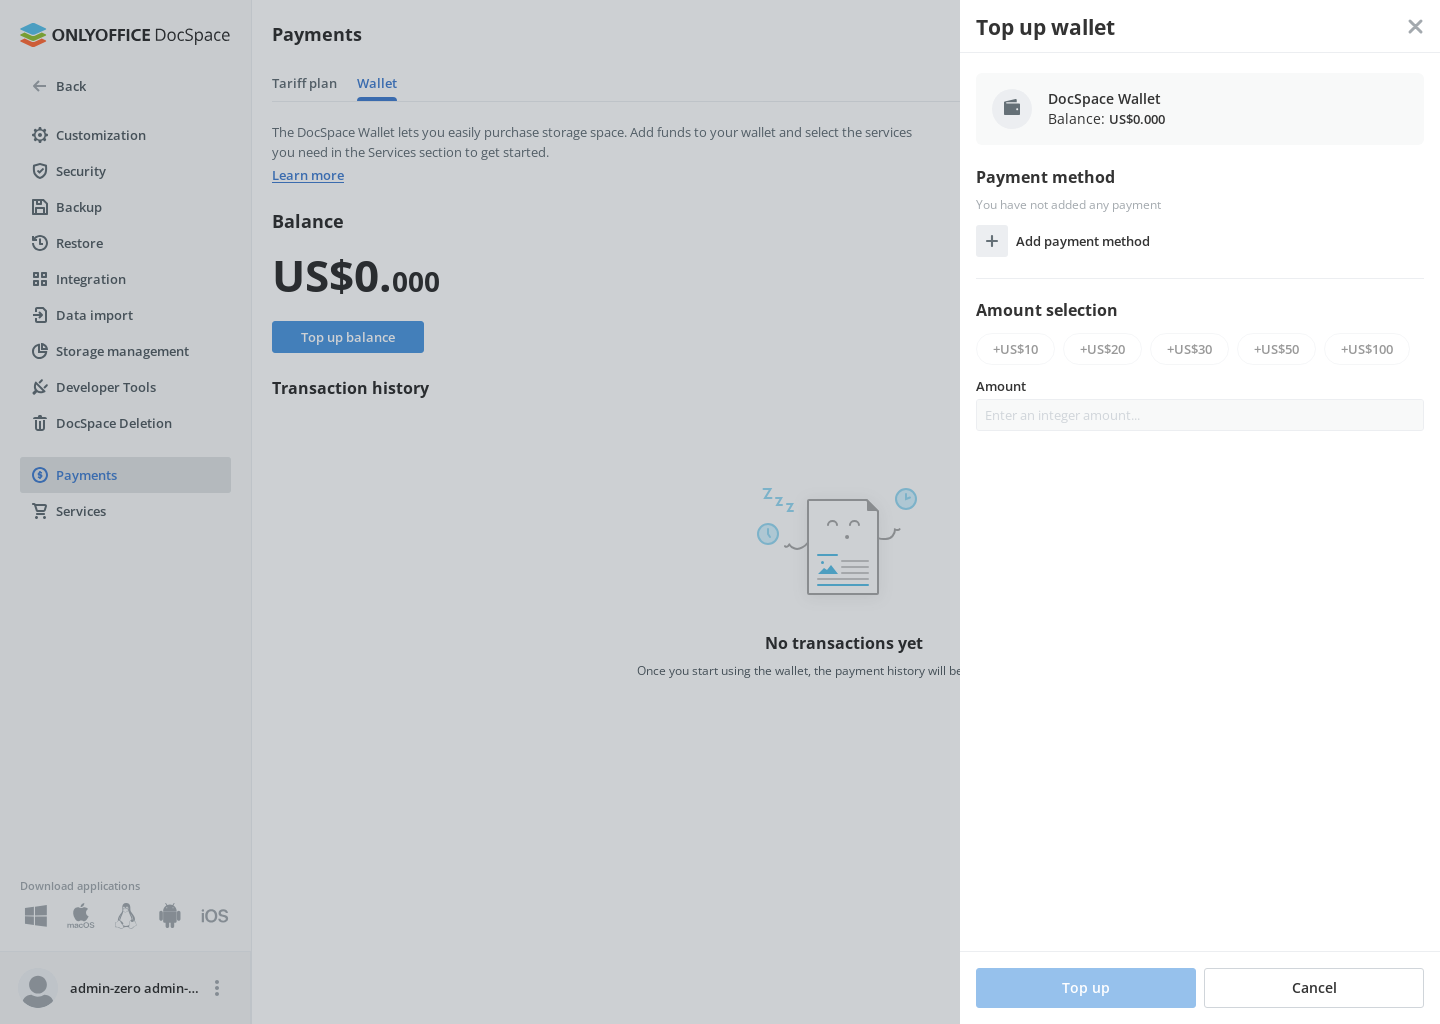 ONLYOFFICE DocSpace
Back
Customization
Security
Backup
Restore
Integration
Data import
Storage management
Developer Tools
DocSpace Deletion
Payments
Services
Download applications
macOS
iOS
admin-zero admin-...
Payments
Tariff plan
Wallet
The DocSpace Wallet lets you easily purchase storage space. Add funds to your wallet and select the services
you need in the Services section to get started.
Learn more
Balance
US$0.000
Top up balance
Transaction history
Z z z
No transactions yet
Once you start using the wallet, the payment history will be
Top up wallet
DocSpace Wallet
Balance: US$0.000
Payment method
You have not added any payment
Add payment method
Amount selection
+US$10
+US$20
+US$30
+US$50
+US$100
Amount
Enter an integer amount...
Top up
Cancel